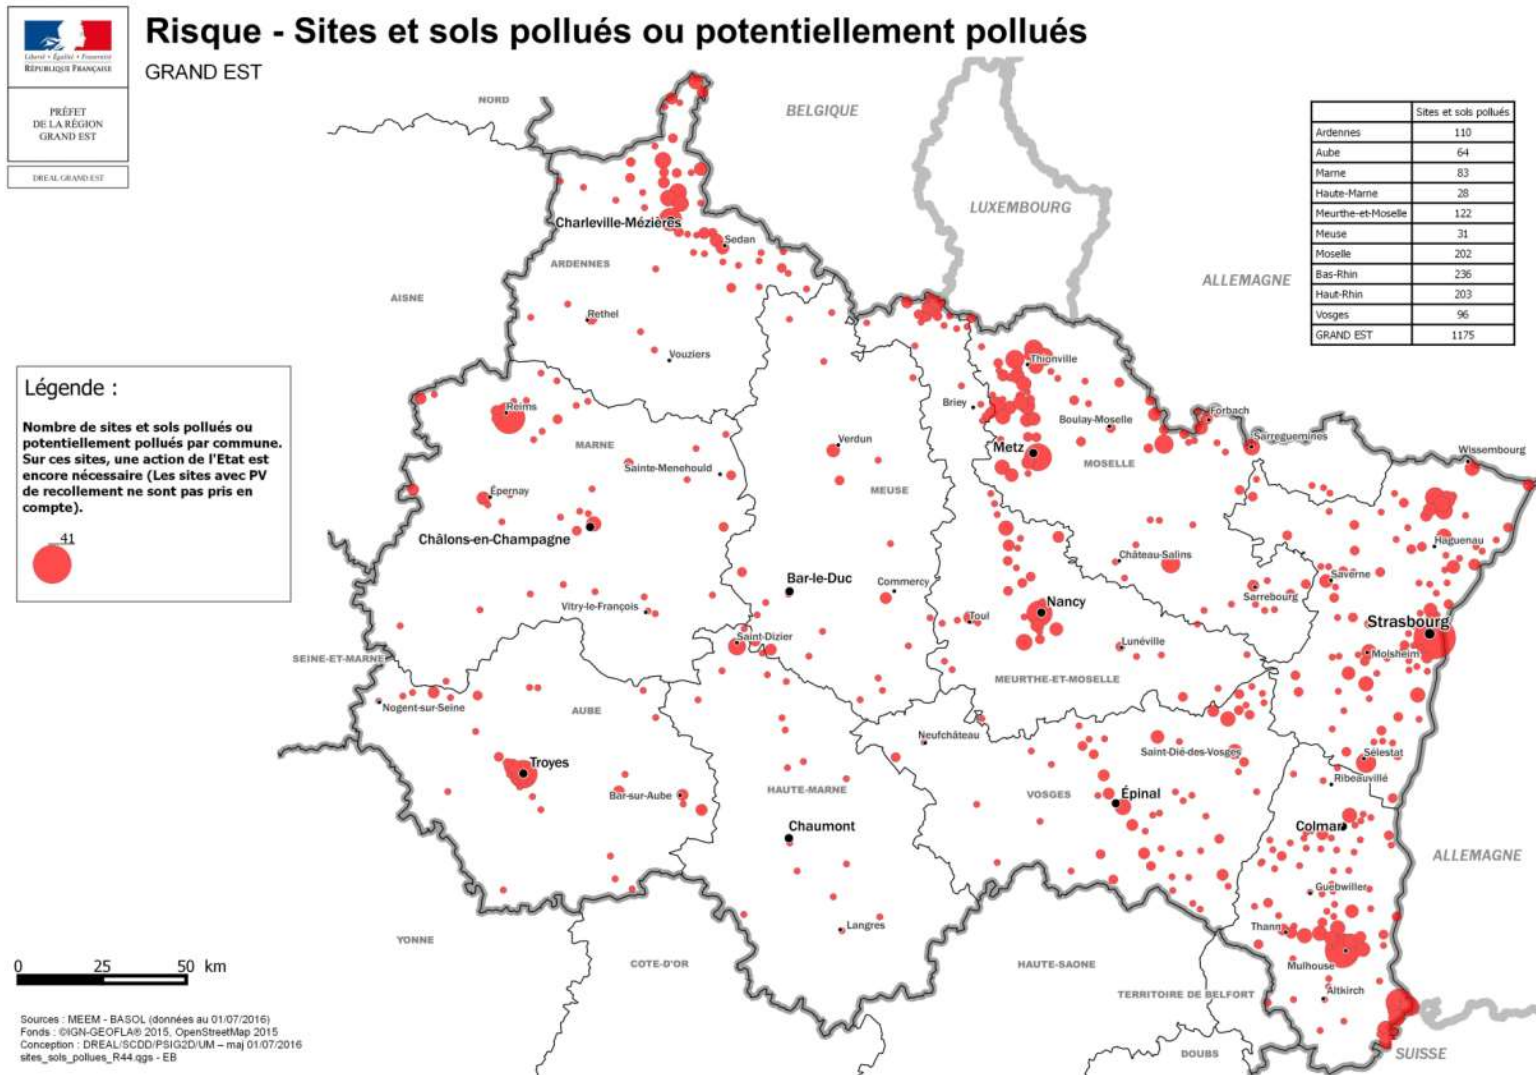 Risque - Sites et sols pollués ou potentiellement pollués
GRAND EST
Liberté • Égalité • Fraternité
RÉPUBLIQUE FRANÇAISE
PRÉFET
DE LA RÉGION
GRAND EST
DREAL GRAND EST
Sites et sols pollués
Ardennes 110
Aube 64
Marne 83
Haute-Marne 28
Meurthe-et-Moselle 122
Meuse 31
Moselle 202
Bas-Rhin 236
Haut-Rhin 203
Vosges 96
GRAND EST 1175
NORD
BELGIQUE
LUXEMBOURG
ALLEMAGNE
Charleville-Mézières
Sedan
ARDENNES
AISNE
Rethel
Vouziers
Légende :
Nombre de sites et sols pollués ou
potentiellement pollués par commune.
Sur ces sites, une action de l'Etat est
encore nécessaire (Les sites avec PV
de recollement ne sont pas pris en
compte).
41
Thionville
Briey
Boulay-Moselle
Forbach
Sarreguemines
Wissembourg
Reims
MARNE
Verdun
Metz
MOSELLE
Sainte-Menehould
MEUSE
Épernay
Châlons-en-Champagne
Haguenau
Château-Salins
Bar-le-Duc
Commercy
Saverne
Sarrebourg
Vitry-le-François
Nancy
Toul
Strasbourg
Saint-Dizier
Lunéville
Molsheim
SEINE-ET-MARNE
MEURTHE-ET-MOSELLE
Nogent-sur-Seine
AUBE
Neufchâteau
Saint-Dié-des-Vosges
Sélestat
Troyes
Ribeauvillé
HAUTE-MARNE
Bar-sur-Aube
VOSGES
Épinal
Chaumont
Colmar
ALLEMAGNE
Guebwiller
Langres
Thann
YONNE
COTE-D'OR
HAUTE-SAONE
Mulhouse
TERRITOIRE DE BELFORT
Altkirch
DOUBS
SUISSE
0 25 50 km
Sources : MEEM - BASOL (données au 01/07/2016)
Fonds : ©IGN-GEOFLA® 2015, OpenStreetMap 2015
Conception : DREAL/SCDD/PSIG2D/UM – maj 01/07/2016
sites_sols_pollues_R44.qgs - EB